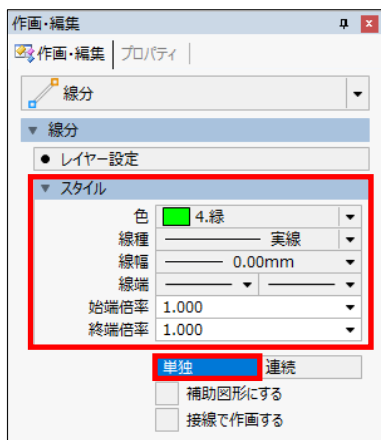 作画・編集
作画・編集 プロパティ
線分
線分
レイヤー設定
スタイル
色 4.緑
線種 実線
線幅 0.00mm
線端
始端倍率 1.000
終端倍率 1.000
単独 連続
補助図形にする
接線で作画する